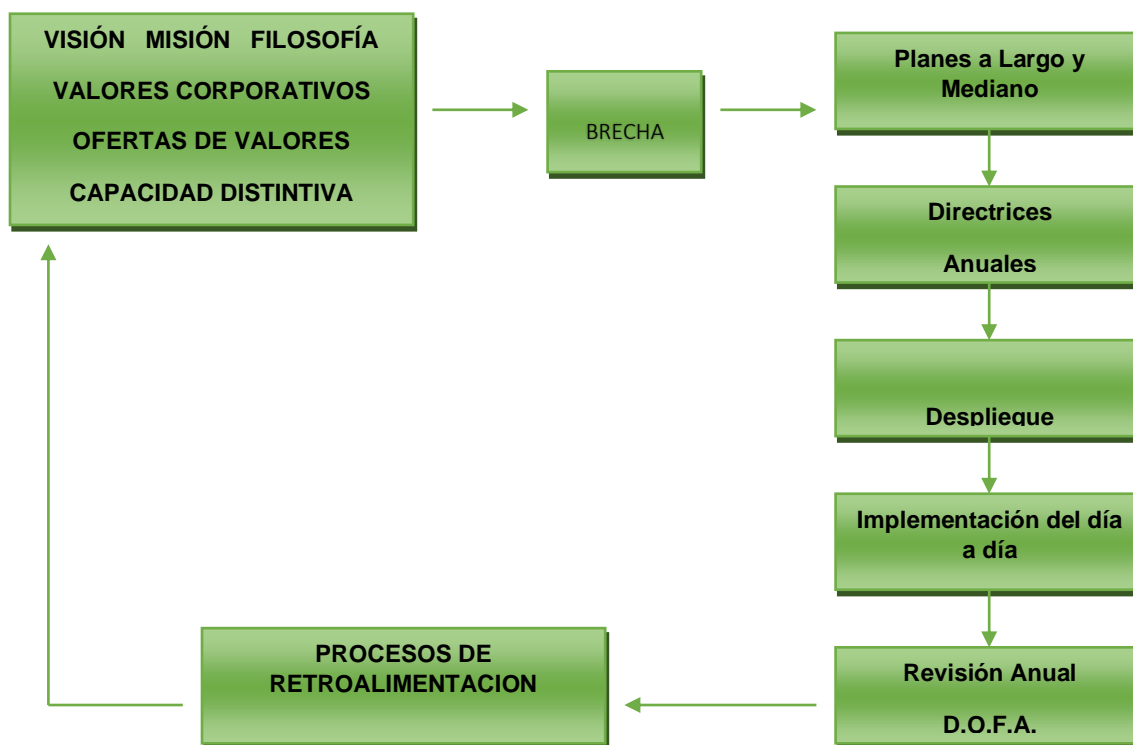 VISIÓN MISIÓN FILOSOFÍA
VALORES CORPORATIVOS
OFERTAS DE VALORES
CAPACIDAD DISTINTIVA
BRECHA
Planes a Largo y
Mediano
Directrices
Anuales
Despliegue
Implementación del día
a día
Revisión Anual
D.O.F.A.
PROCESOS DE
RETROALIMENTACION